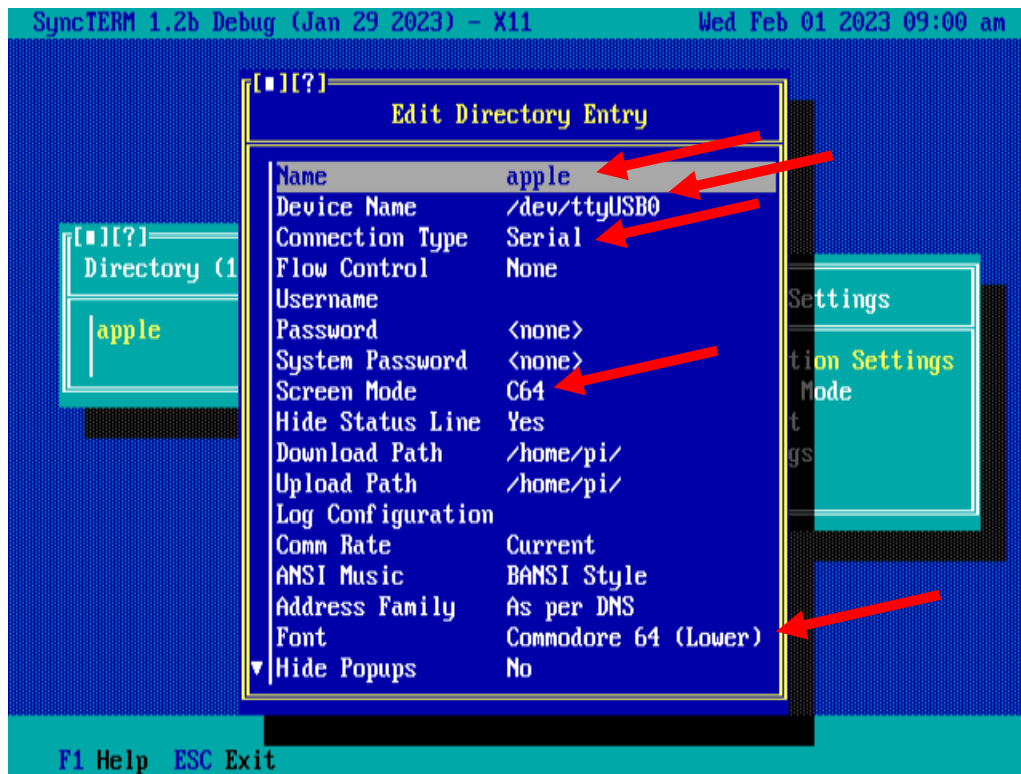 SyncTERM 1.2b Debug (Jan 29 2023) - X11 Wed Feb 01 2023 09:00 am
[■][?]
Edit Directory Entry
Name apple
Device Name /dev/ttyUSB0
Connection Type Serial
Flow Control None
Username
Password <none>
System Password <none>
Screen Mode C64
Hide Status Line Yes
Download Path /home/pi/
Upload Path /home/pi/
Log Configuration
Comm Rate Current
ANSI Music BANSI Style
Address Family As per DNS
Font Commodore 64 (Lower)
▼ Hide Popups No
[■][?]
Directory (1
apple
Settings
tion Settings
Mode
t
gs
F1 Help ESC Exit